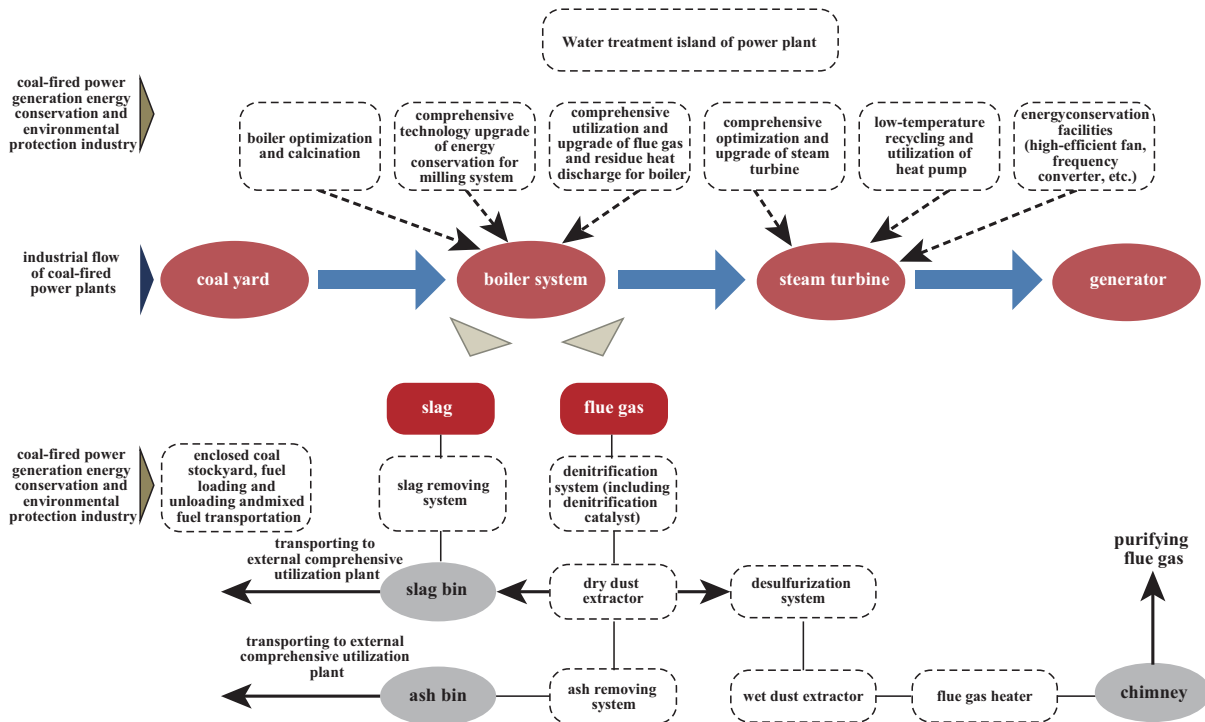 Water treatment island of power plant
coal-fired power
generation energy
conservation and
environmental
protection industry
boiler optimization
and calcination
comprehensive
technology upgrade
of energy
conservation for
milling system
comprehensive
utilization and
upgrade of flue gas
and residue heat
discharge for boiler
comprehensive
optimization and
upgrade of steam
turbine
low-temperature
recycling and
utilization of
heat pump
energyconservation
facilities
(high-efficient fan,
frequency
converter, etc.)
industrial flow
of coal-fired
power plants
coal yard
boiler system
steam turbine
generator
slag
flue gas
coal-fired power
generation energy
conservation and
environmental
protection industry
enclosed coal
stockyard, fuel
loading and
unloading andmixed
fuel transportation
slag removing
system
denitrification
system (including
denitrification
catalyst)
transporting to
external comprehensive
utilization plant
slag bin
dry dust
extractor
desulfurization
system
purifying
flue gas
transporting to external
comprehensive utilization
plant
ash bin
ash removing
system
wet dust extractor
flue gas heater
chimney